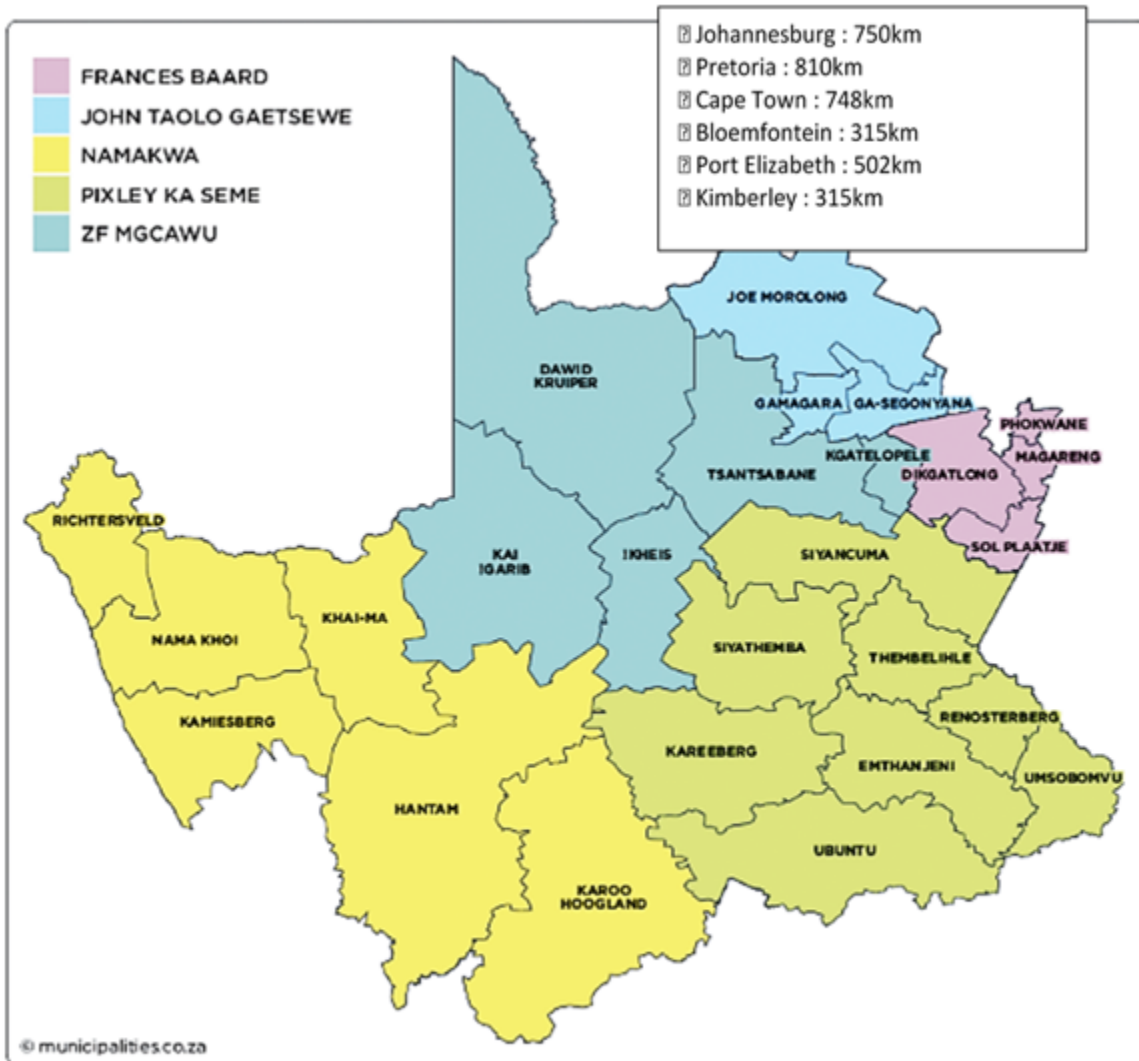 FRANCES BAARD
JOHN TAOLO GAETSEWE
NAMAKWA
PIXLEY KA SEME
ZF MGCAWU
Johannesburg : 750km
Pretoria : 810km
Cape Town : 748km
Bloemfontein : 315km
Port Elizabeth : 502km
Kimberley : 315km
JOE MOROLONG
DAWID
KRUIPER
GAMAGARA
GA-SEGONYANA
PHOKWANE
KGATELOPELE
MAGARENG
TSANTSABANE
DIKGATLONG
RICHTERSVELD
SOL PLAATJE
KAI
!GARIB
!KHEIS
SIYANCUMA
KHAI-MA
NAMA KHOI
SIYATHEMBA
THEMBELIHLE
KAMIESBERG
RENOSTERBERG
KAREEBERG
EMTHANJENI
UMSOBOMVU
HANTAM
UBUNTU
KAROO
HOOGLAND
© municipalities.co.za